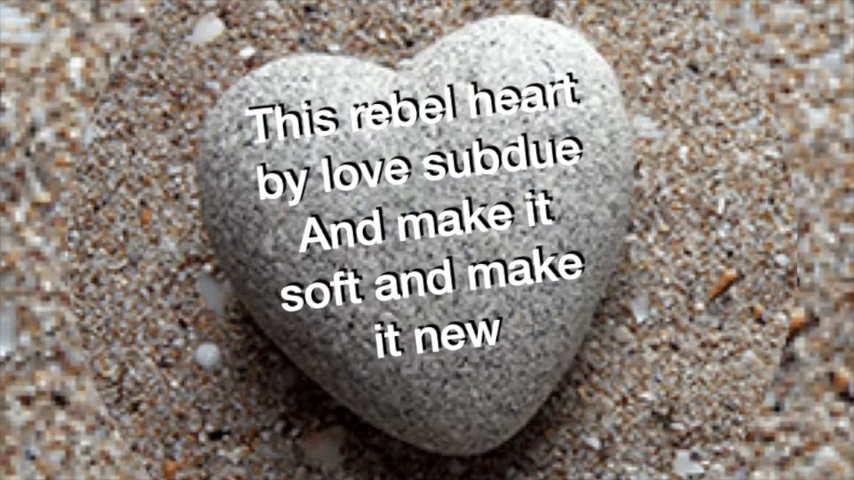 This rebel heart
by love subdue
And make it
soft and make
it new